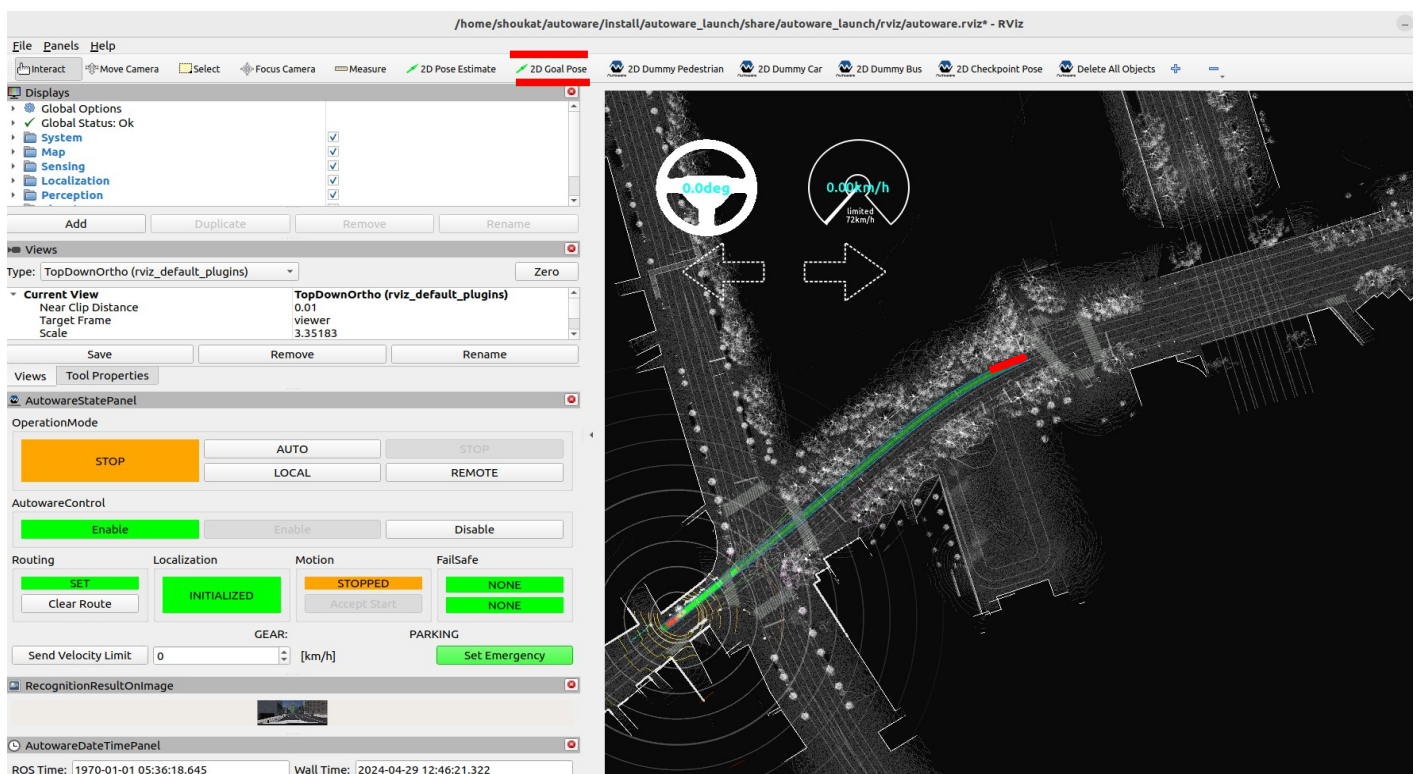 /home/shoukat/autoware/install/autoware_launch/share/autoware_launch/rviz/autoware.rviz* - RViz
File Panels Help
Interact Move Camera Select Focus Camera Measure 2D Pose Estimate 2D Goal Pose 2D Dummy Pedestrian 2D Dummy Car 2D Dummy Bus 2D Checkpoint Pose Delete All Objects
Displays
Global Options
Global Status: Ok
System
Map
Sensing
Localization
Perception
Add Duplicate Remove Rename
Views
Type: TopDownOrtho (rviz_default_plugins) Zero
Current View TopDownOrtho (rviz_default_plugins)
Near Clip Distance 0.01
Target Frame viewer
Scale 3.35183
Save Remove Rename
Views Tool Properties
AutowareStatePanel
OperationMode
STOP AUTO STOP
LOCAL REMOTE
AutowareControl
Enable Enable Disable
Routing Localization Motion FailSafe
SET INITIALIZED STOPPED NONE
Clear Route Accept Start NONE
GEAR: PARKING
Send Velocity Limit 0 [km/h] Set Emergency
RecognitionResultOnImage
AutowareDateTimePanel
ROS Time: 1970-01-01 05:36:18.645 Wall Time: 2024-04-29 12:46:21.322
0.0deg 0.00km/h
limited
72km/h